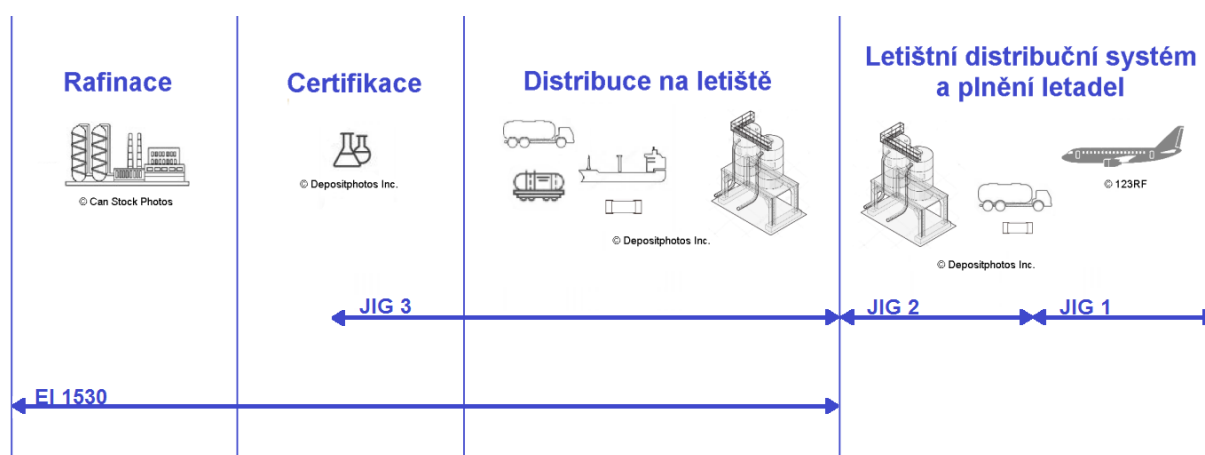 Rafinace
© Can Stock Photos
Certifikace
© Depositphotos Inc.
Distribuce na letiště
© Depositphotos Inc.
Letištní distribuční systém
a plnění letadel
© 123RF
© Depositphotos Inc.
JIG 3
JIG 2
JIG 1
EI 1530